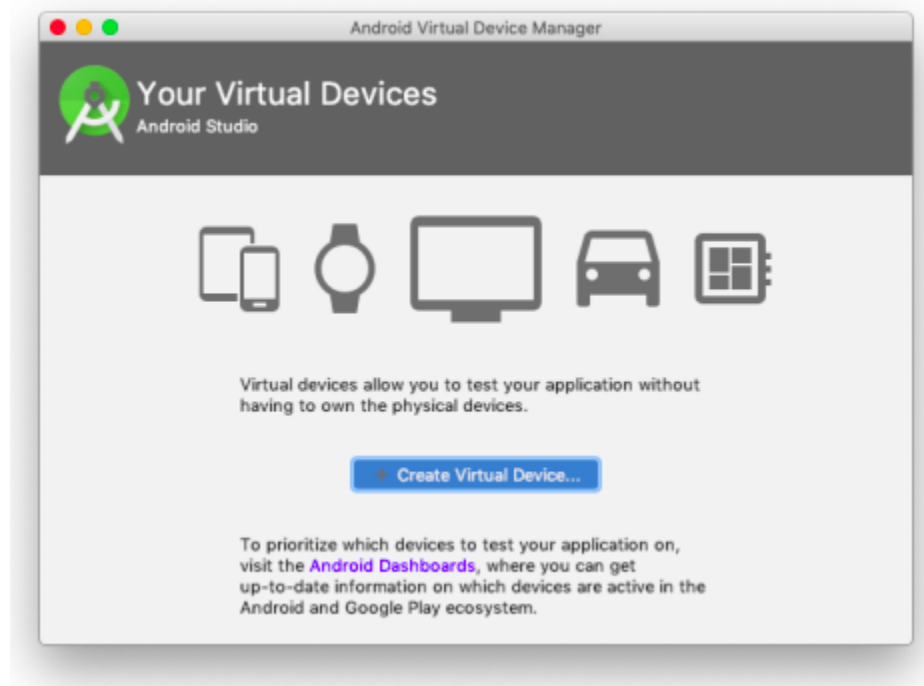 Android Virtual Device Manager
Your Virtual Devices
Android Studio
Virtual devices allow you to test your application without
having to own the physical devices.
+ Create Virtual Device...
To prioritize which devices to test your application on,
visit the Android Dashboards, where you can get
up-to-date information on which devices are active in the
Android and Google Play ecosystem.